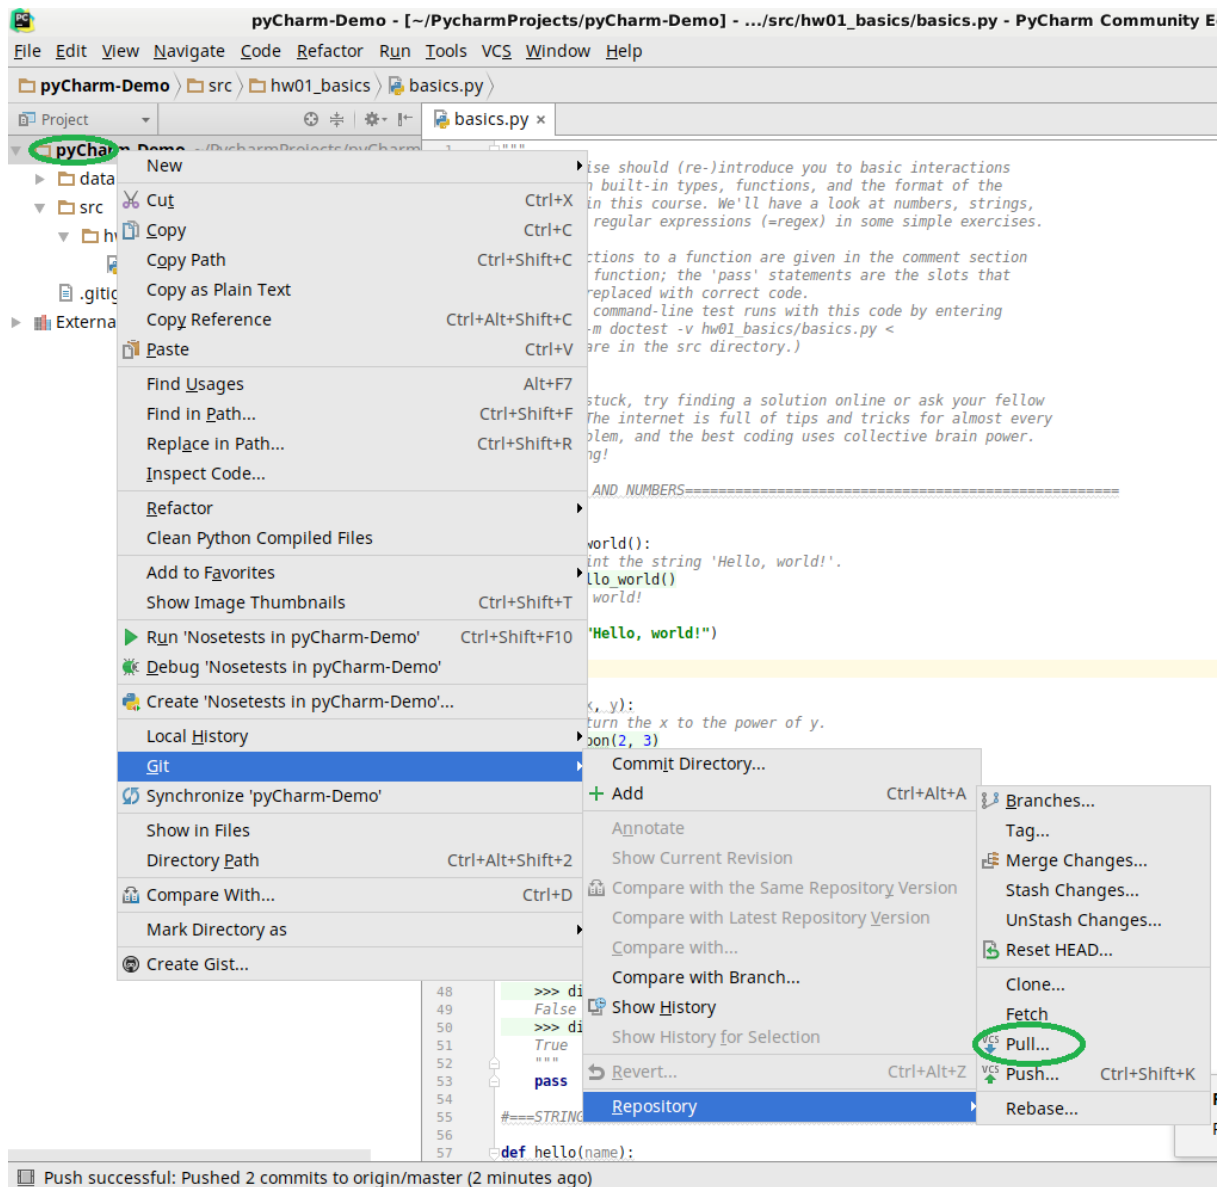 pyCharm-Demo - [~/PycharmProjects/pyCharm-Demo] - .../src/hw01_basics/basics.py - PyCharm Community E
File Edit View Navigate Code Refactor Run Tools VCS Window Help
pyCharm-Demo src hw01_basics basics.py
Project
basics.py ×
pyCharm-Demo ~/PycharmProjects/pyCharm
data
src
h
.gitig
Externa
New
Cut Ctrl+X
Copy Ctrl+C
Copy Path Ctrl+Shift+C
Copy as Plain Text
Copy Reference Ctrl+Alt+Shift+C
Paste Ctrl+V
Find Usages Alt+F7
Find in Path... Ctrl+Shift+F
Replace in Path... Ctrl+Shift+R
Inspect Code...
Refactor
Clean Python Compiled Files
Add to Favorites
Show Image Thumbnails Ctrl+Shift+T
Run 'Nosetests in pyCharm-Demo' Ctrl+Shift+F10
Debug 'Nosetests in pyCharm-Demo'
Create 'Nosetests in pyCharm-Demo'...
Local History
Git
Synchronize 'pyCharm-Demo'
Show in Files
Directory Path Ctrl+Alt+Shift+2
Compare With... Ctrl+D
Mark Directory as
Create Gist...
1 """
ise should (re-)introduce you to basic interactions
n built-in types, functions, and the format of the
in this course. We'll have a look at numbers, strings,
regular expressions (=regex) in some simple exercises.
ctions to a function are given in the comment section
function; the 'pass' statements are the slots that
replaced with correct code.
command-line test runs with this code by entering
-m doctest -v hw01_basics/basics.py <
are in the src directory.)
stuck, try finding a solution online or ask your fellow
The internet is full of tips and tricks for almost every
blem, and the best coding uses collective brain power.
ng!
AND NUMBERS====================================================
world():
int the string 'Hello, world!'.
llo_world()
world!
"Hello, world!")
x, y):
turn the x to the power of y.
pon(2, 3)
Commit Directory...
Add Ctrl+Alt+A
Annotate
Show Current Revision
Compare with the Same Repository Version
Compare with Latest Repository Version
Compare with...
Compare with Branch...
Show History
Show History for Selection
Revert... Ctrl+Alt+Z
Repository
Branches...
Tag...
Merge Changes...
Stash Changes...
UnStash Changes...
Reset HEAD...
Clone...
Fetch
VCS Pull...
VCS Push... Ctrl+Shift+K
Rebase...
48 >>> di
49 False
50 >>> di
51 True
52 """
53 pass
54
55 #===STRING
56
57 def hello(name):
Push successful: Pushed 2 commits to origin/master (2 minutes ago)